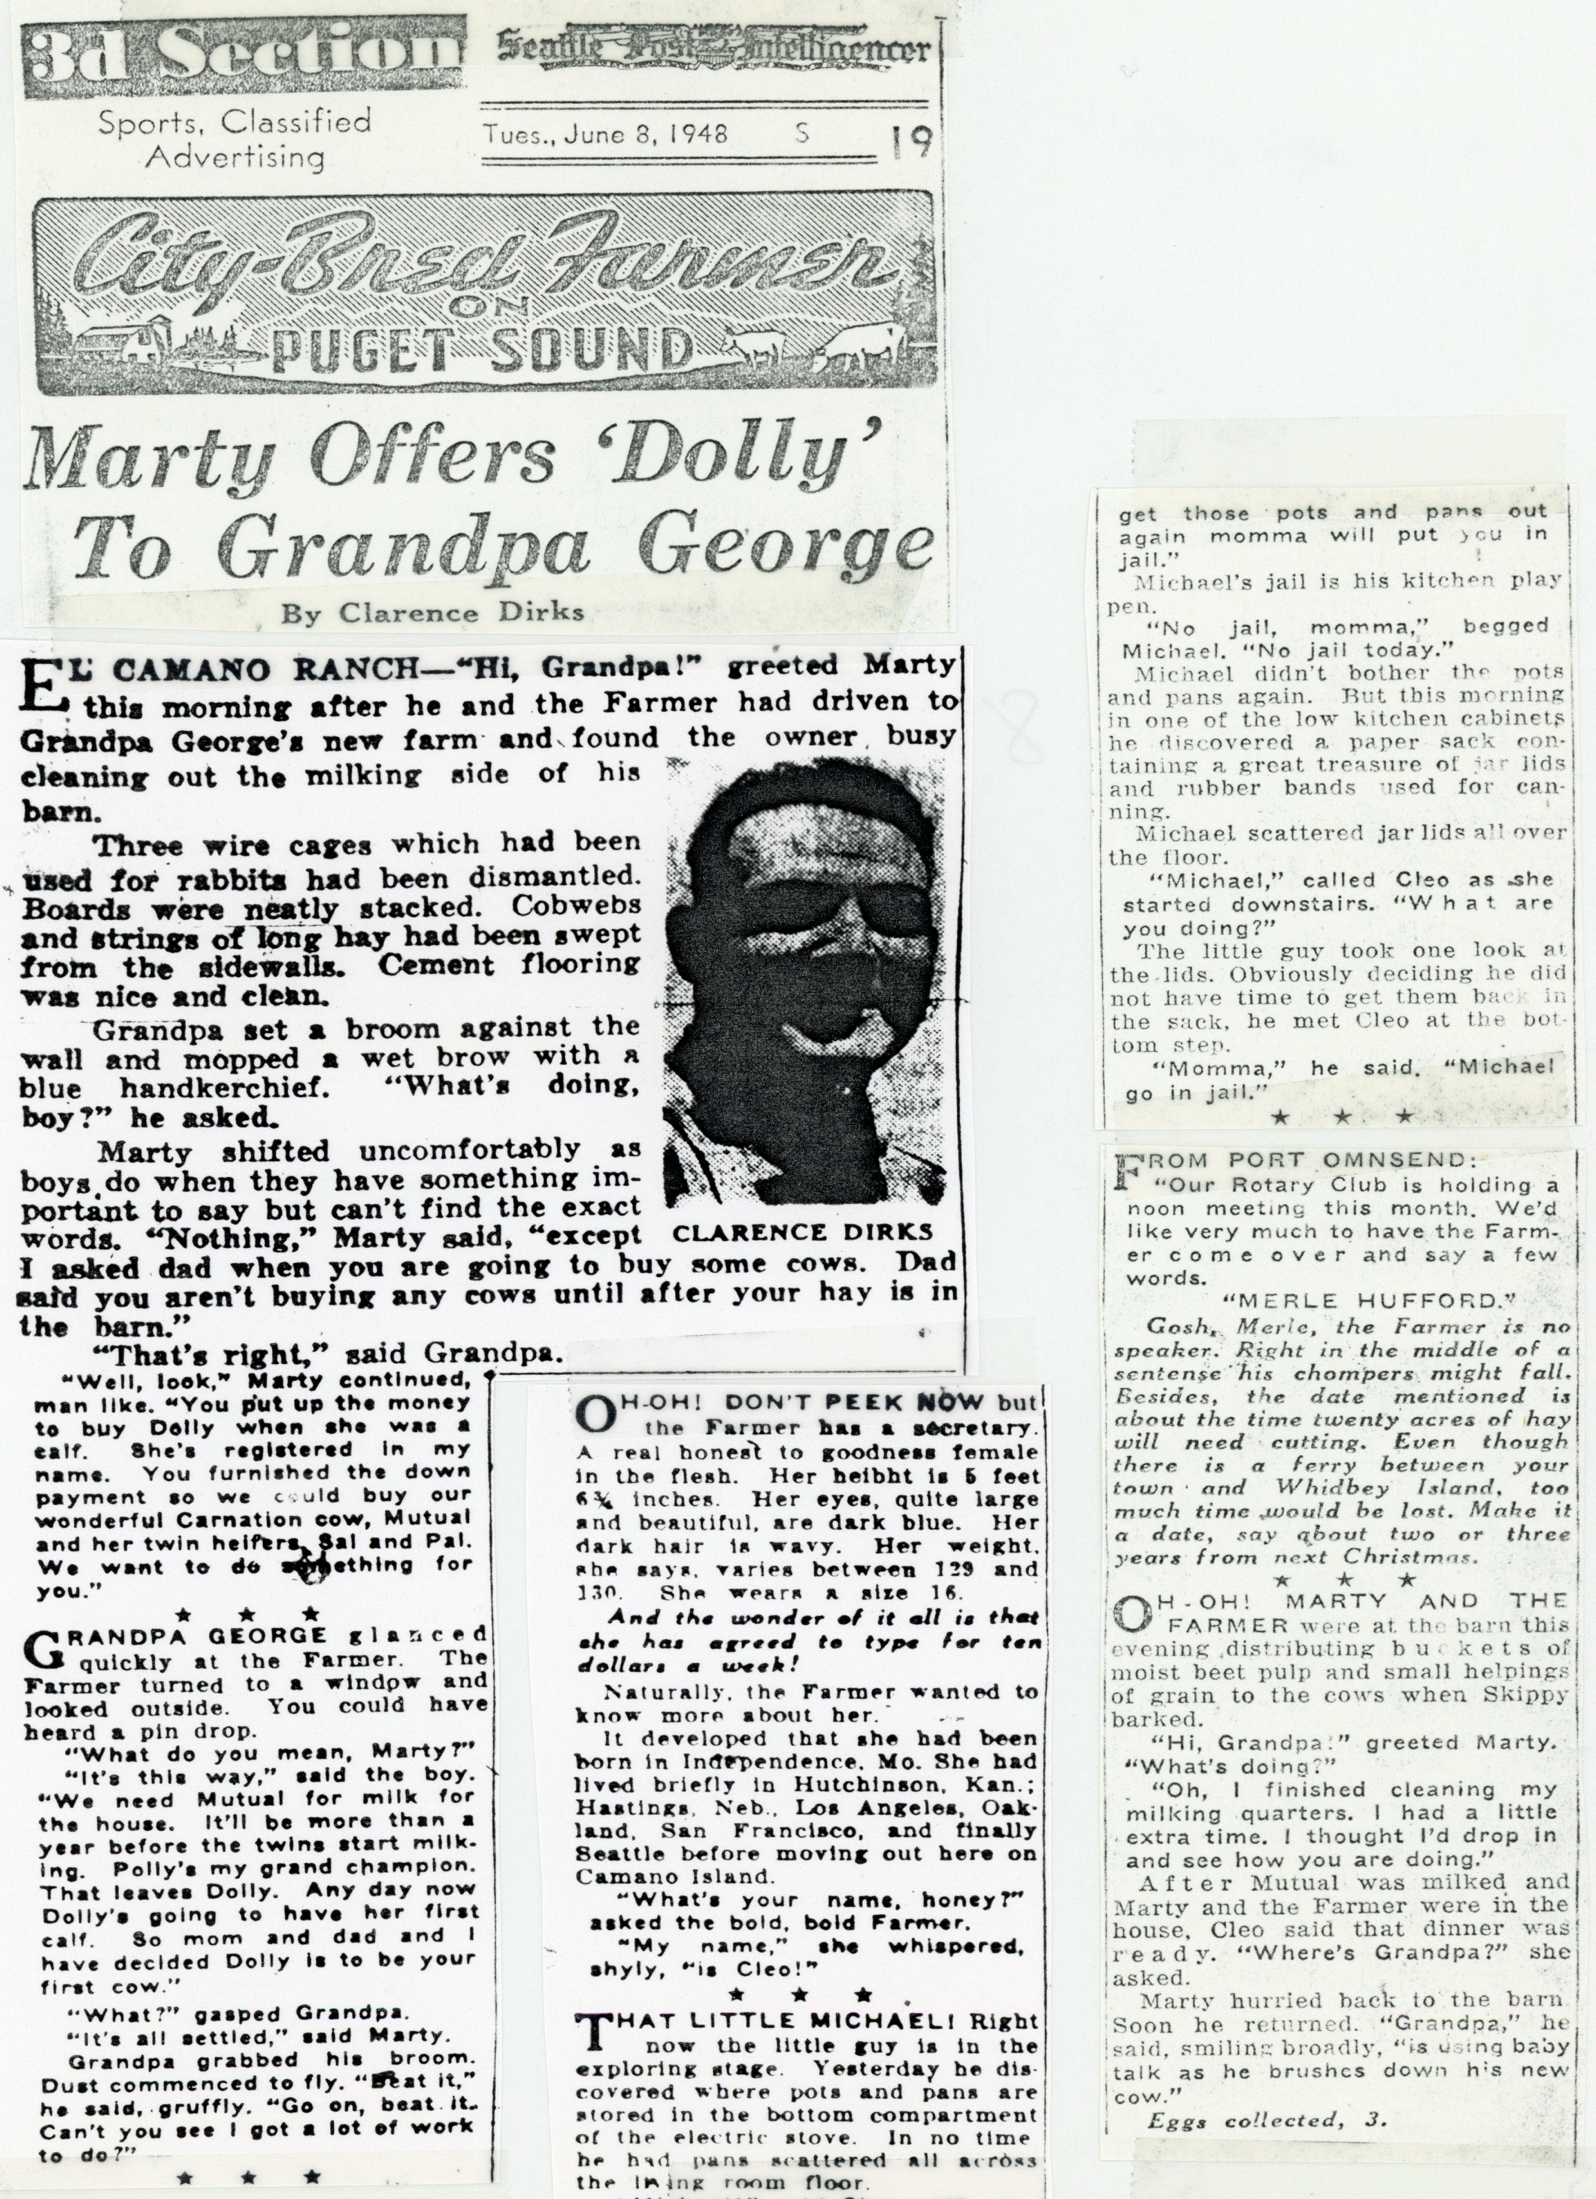 3d Section
Seattle Post Intelligencer
Sports, Classified
Advertising
Tues., June 8, 1948 S 19
City-Bred Farmer
ON
PUGET SOUND
Marty Offers 'Dolly'
To Grandpa George
By Clarence Dirks
EL CAMANO RANCH—"Hi, Grandpa!" greeted Marty
this morning after he and the Farmer had driven to
Grandpa George's new farm and found the owner busy
cleaning out the milking side of his
barn.
Three wire cages which had been
used for rabbits had been dismantled.
Boards were neatly stacked. Cobwebs
and strings of long hay had been swept
from the sidewalls. Cement flooring
was nice and clean.
Grandpa set a broom against the
wall and mopped a wet brow with a
blue handkerchief. "What's doing,
boy?" he asked.
Marty shifted uncomfortably as
boys do when they have something im-
portant to say but can't find the exact
words. "Nothing," Marty said, "except
CLARENCE DIRKS
I asked dad when you are going to buy some cows. Dad
said you aren't buying any cows until after your hay is in
the barn."
"That's right," said Grandpa.
"Well, look," Marty continued,
man like. "You put up the money
to buy Dolly when she was a
calf. She's registered in my
name. You furnished the down
payment so we could buy our
wonderful Carnation cow, Mutual
and her twin heifers, Sal and Pal.
We want to do something for
you."
★ ★ ★
GRANDPA GEORGE glanced
quickly at the Farmer. The
Farmer turned to a window and
looked outside. You could have
heard a pin drop.
"What do you mean, Marty?"
"It's this way," said the boy.
"We need Mutual for milk for
the house. It'll be more than a
year before the twins start milk-
ing. Polly's my grand champion.
That leaves Dolly. Any day now
Dolly's going to have her first
calf. So mom and dad and I
have decided Dolly is to be your
first cow."
"What?" gasped Grandpa.
"It's all settled," said Marty.
Grandpa grabbed his broom.
Dust commenced to fly. "Beat it,"
he said, gruffly. "Go on, beat it.
Can't you see I got a lot of work
to do?"
★ ★ ★
OH-OH! DON'T PEEK NOW but
the Farmer has a secretary.
A real honest to goodness female
in the flesh. Her heibht is 5 feet
6¾ inches. Her eyes, quite large
and beautiful, are dark blue. Her
dark hair is wavy. Her weight,
she says, varies between 129 and
130. She wears a size 16.
And the wonder of it all is that
she has agreed to type for ten
dollars a week!
Naturally, the Farmer wanted to
know more about her.
It developed that she had been
born in Independence, Mo. She had
lived briefly in Hutchinson, Kan.;
Hastings, Neb., Los Angeles, Oak-
land, San Francisco, and finally
Seattle before moving out here on
Camano Island.
"What's your name, honey?"
asked the bold, bold Farmer.
"My name," she whispered,
shyly, "is Cleo!"
★ ★ ★
THAT LITTLE MICHAEL! Right
now the little guy is in the
exploring stage. Yesterday he dis-
covered where pots and pans are
stored in the bottom compartment
of the electric stove. In no time
he had pans scattered all across
the living room floor.
get those pots and pans out
again momma will put you in
jail."
Michael's jail is his kitchen play
pen.
"No jail, momma," begged
Michael. "No jail today."
Michael didn't bother the pots
and pans again. But this morning
in one of the low kitchen cabinets
he discovered a paper sack con-
taining a great treasure of jar lids
and rubber bands used for can-
ning.
Michael scattered jar lids all over
the floor.
"Michael," called Cleo as she
started downstairs. "What are
you doing?"
The little guy took one look at
the lids. Obviously deciding he did
not have time to get them back in
the sack, he met Cleo at the bot-
tom step.
"Momma," he said. "Michael
go in jail."
★ ★ ★
FROM PORT OMNSEND:
"Our Rotary Club is holding a
noon meeting this month. We'd
like very much to have the Farm-
er come over and say a few
words.
"MERLE HUFFORD."
Gosh, Merle, the Farmer is no
speaker. Right in the middle of a
sentense his chompers might fall.
Besides, the date mentioned is
about the time twenty acres of hay
will need cutting. Even though
there is a ferry between your
town and Whidbey Island, too
much time would be lost. Make it
a date, say about two or three
years from next Christmas.
★ ★ ★
OH-OH! MARTY AND THE
FARMER were at the barn this
evening distributing buckets of
moist beet pulp and small helpings
of grain to the cows when Skippy
barked.
"Hi, Grandpa!" greeted Marty.
"What's doing?"
"Oh, I finished cleaning my
milking quarters. I had a little
extra time. I thought I'd drop in
and see how you are doing."
After Mutual was milked and
Marty and the Farmer were in the
house, Cleo said that dinner was
ready. "Where's Grandpa?" she
asked.
Marty hurried back to the barn.
Soon he returned. "Grandpa," he
said, smiling broadly, "is using baby
talk as he brushes down his new
cow."
Eggs collected, 3.